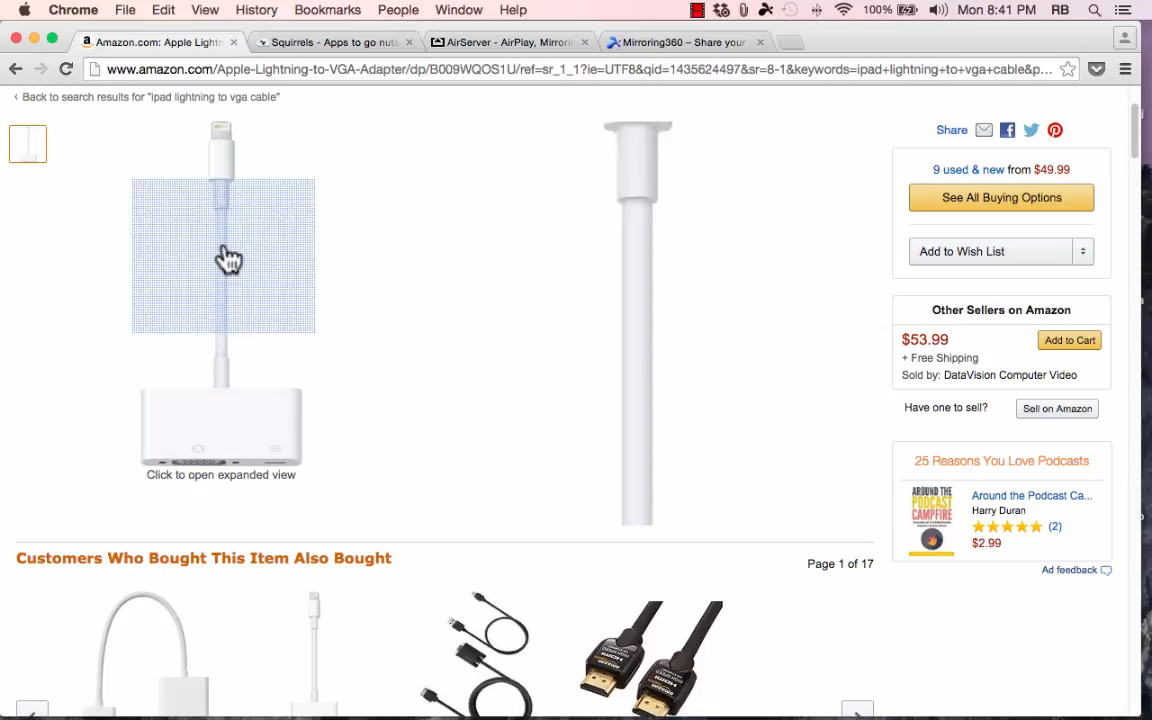 Chrome File Edit View History Bookmarks People Window Help 100% Mon 8:41 PM RB
Amazon.com: Apple Lightn
Squirrels - Apps to go nuts
AirServer - AirPlay, Mirrorin
Mirroring360 – Share your
www.amazon.com/Apple-Lightning-to-VGA-Adapter/dp/B009WQOS1U/ref=sr_1_1?ie=UTF8&qid=1435624497&sr=8-1&keywords=ipad+lightning+to+vga+cable&p...
‹ Back to search results for "ipad lightning to vga cable"
Share
9 used & new from $49.99
See All Buying Options
Add to Wish List
Other Sellers on Amazon
$53.99 Add to Cart
+ Free Shipping
Sold by: DataVision Computer Video
Have one to sell? Sell on Amazon
Click to open expanded view
25 Reasons You Love Podcasts
AROUND THE PODCAST CAMPFIRE
Around the Podcast Ca...
Harry Duran
(2)
$2.99
Ad feedback
Customers Who Bought This Item Also Bought
Page 1 of 17